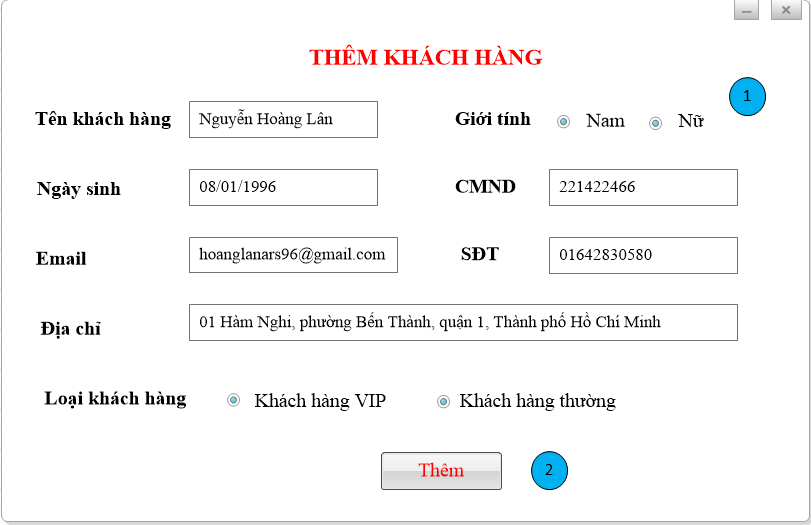 THÊM KHÁCH HÀNG
1
Tên khách hàng Nguyễn Hoàng Lân Giới tính Nam Nữ
Ngày sinh 08/01/1996 CMND 221422466
Email hoanglanars96@gmail.com SĐT 01642830580
Địa chỉ 01 Hàm Nghi, phường Bến Thành, quận 1, Thành phố Hồ Chí Minh
Loại khách hàng Khách hàng VIP Khách hàng thường
Thêm 2